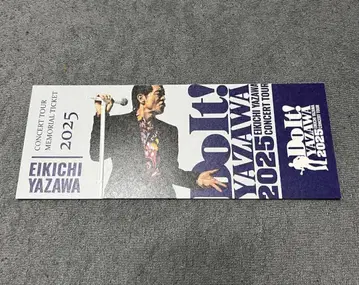 CONCERT TOUR
MEMORIAL TICKET
2025
EIKICHI
YAZAWA
Do It!
YAZAWA
EIKICHI YAZAWA
2025 CONCERT TOUR
Do It!
YAZAWA
2025